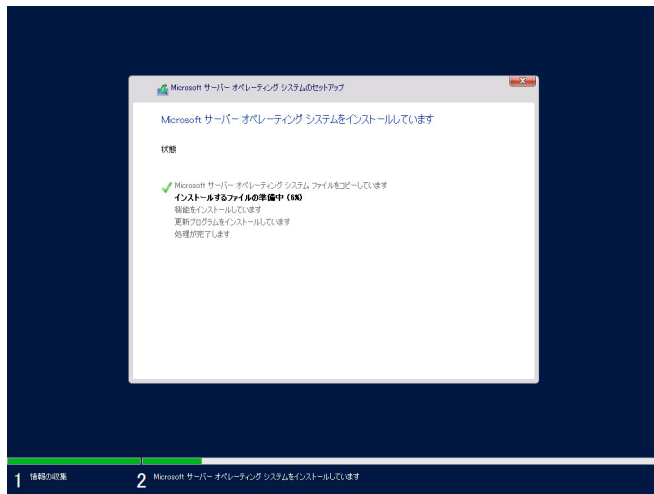 Microsoft サーバー オペレーティング システムのセットアップ
Microsoft サーバー オペレーティング システムをインストールしています
状態
Microsoft サーバー オペレーティング システム ファイルをコピーしています
インストールするファイルの準備中 (6%)
機能をインストールしています
更新プログラムをインストールしています
処理が完了します
1 情報の収集
2 Microsoft サーバー オペレーティング システムをインストールしています